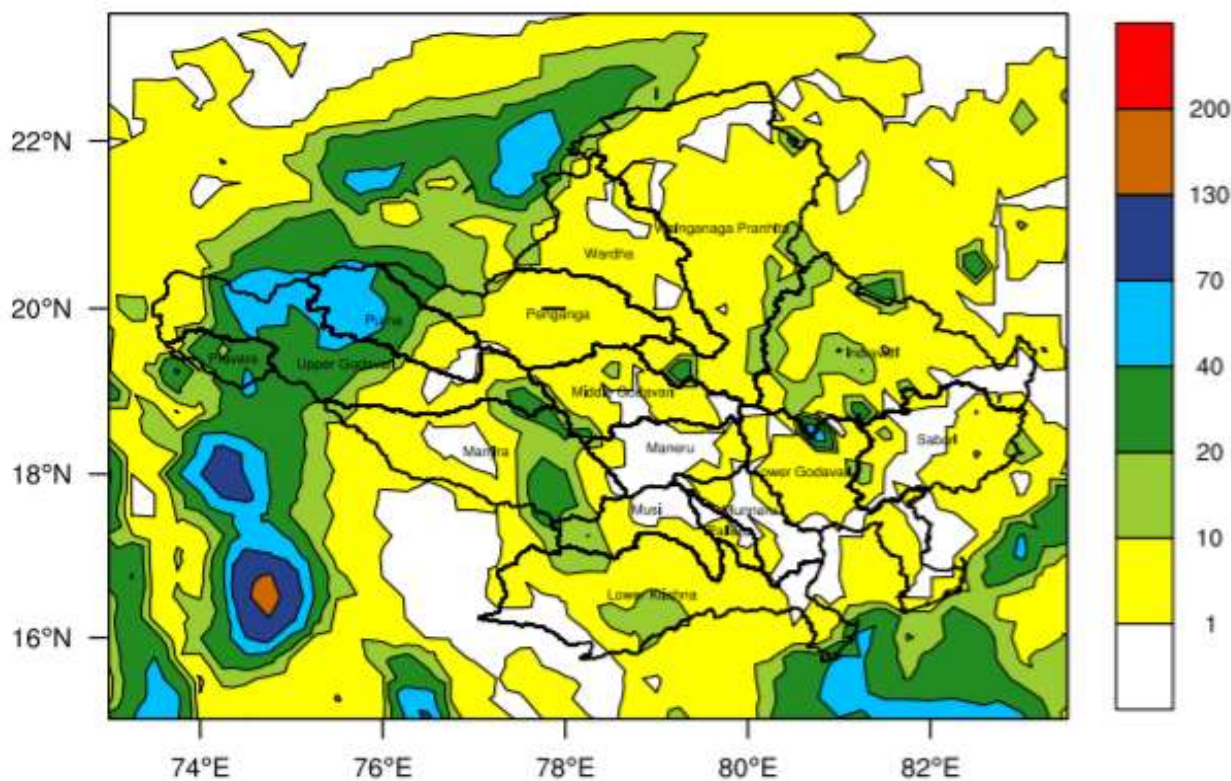 200
130
70
40
20
10
1
22°N
20°N
18°N
16°N
74°E
76°E
78°E
80°E
82°E
Wardha
Penganga
Purna
Pravara
Upper Godavari
Middle Godavari
Indravati
Manjra
Maneru
Sabari
Lower Godavari
Musi
Munneru
Lower Krishna